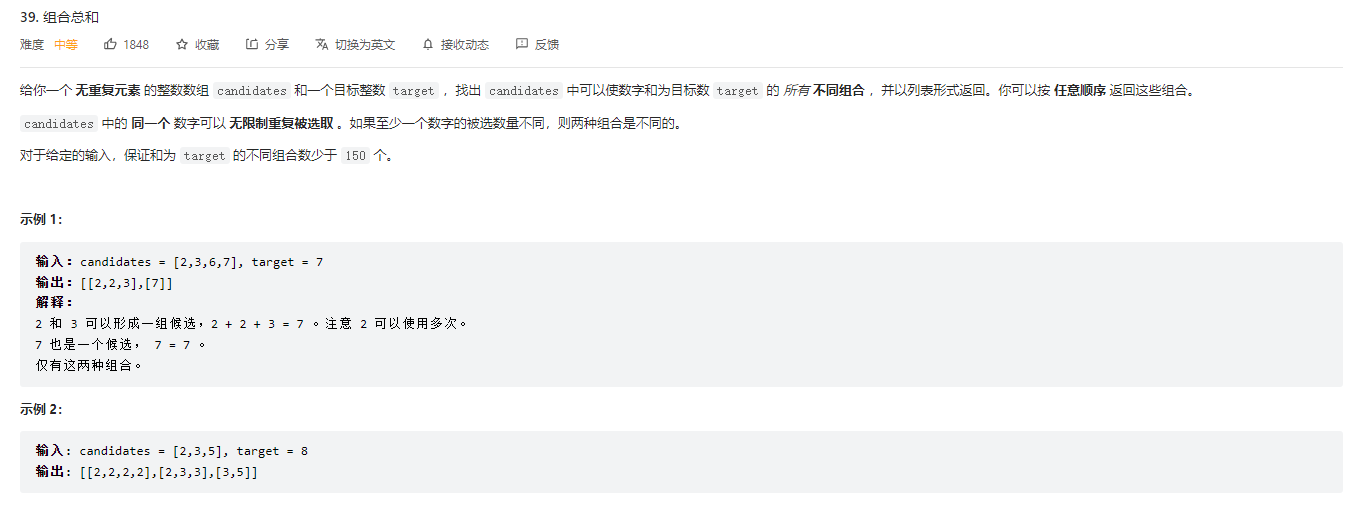 39. 组合总和
难度 中等 1848 收藏 分享 切换为英文 接收动态 反馈
给你一个 无重复元素 的整数数组 candidates 和一个目标整数 target ，找出 candidates 中可以使数字和为目标数 target 的 所有 不同组合 ，并以列表形式返回。你可以按 任意顺序 返回这些组合。
candidates 中的 同一个 数字可以 无限制重复被选取 。如果至少一个数字的被选数量不同，则两种组合是不同的。
对于给定的输入，保证和为 target 的不同组合数少于 150 个。
示例 1：
输入：candidates = [2,3,6,7], target = 7
输出：[[2,2,3],[7]]
解释：
2 和 3 可以形成一组候选，2 + 2 + 3 = 7 。注意 2 可以使用多次。
7 也是一个候选， 7 = 7 。
仅有这两种组合。
示例 2：
输入：candidates = [2,3,5], target = 8
输出：[[2,2,2,2],[2,3,3],[3,5]]